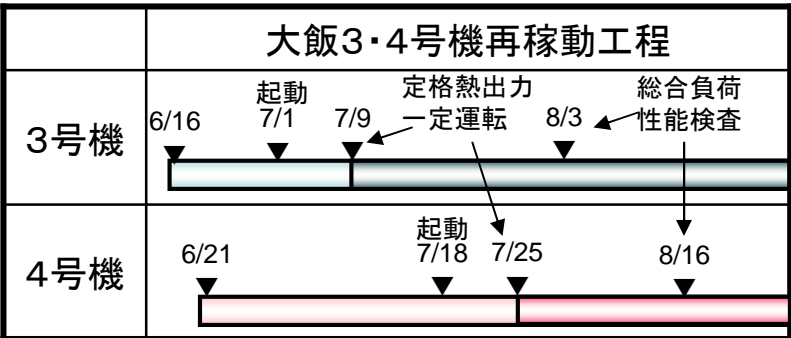 大飯３・４号機再稼動工程
３号機
6/16
起動
7/1
7/9
定格熱出力
一定運転
8/3
総合負荷
性能検査
４号機
6/21
起動
7/18
7/25
8/16